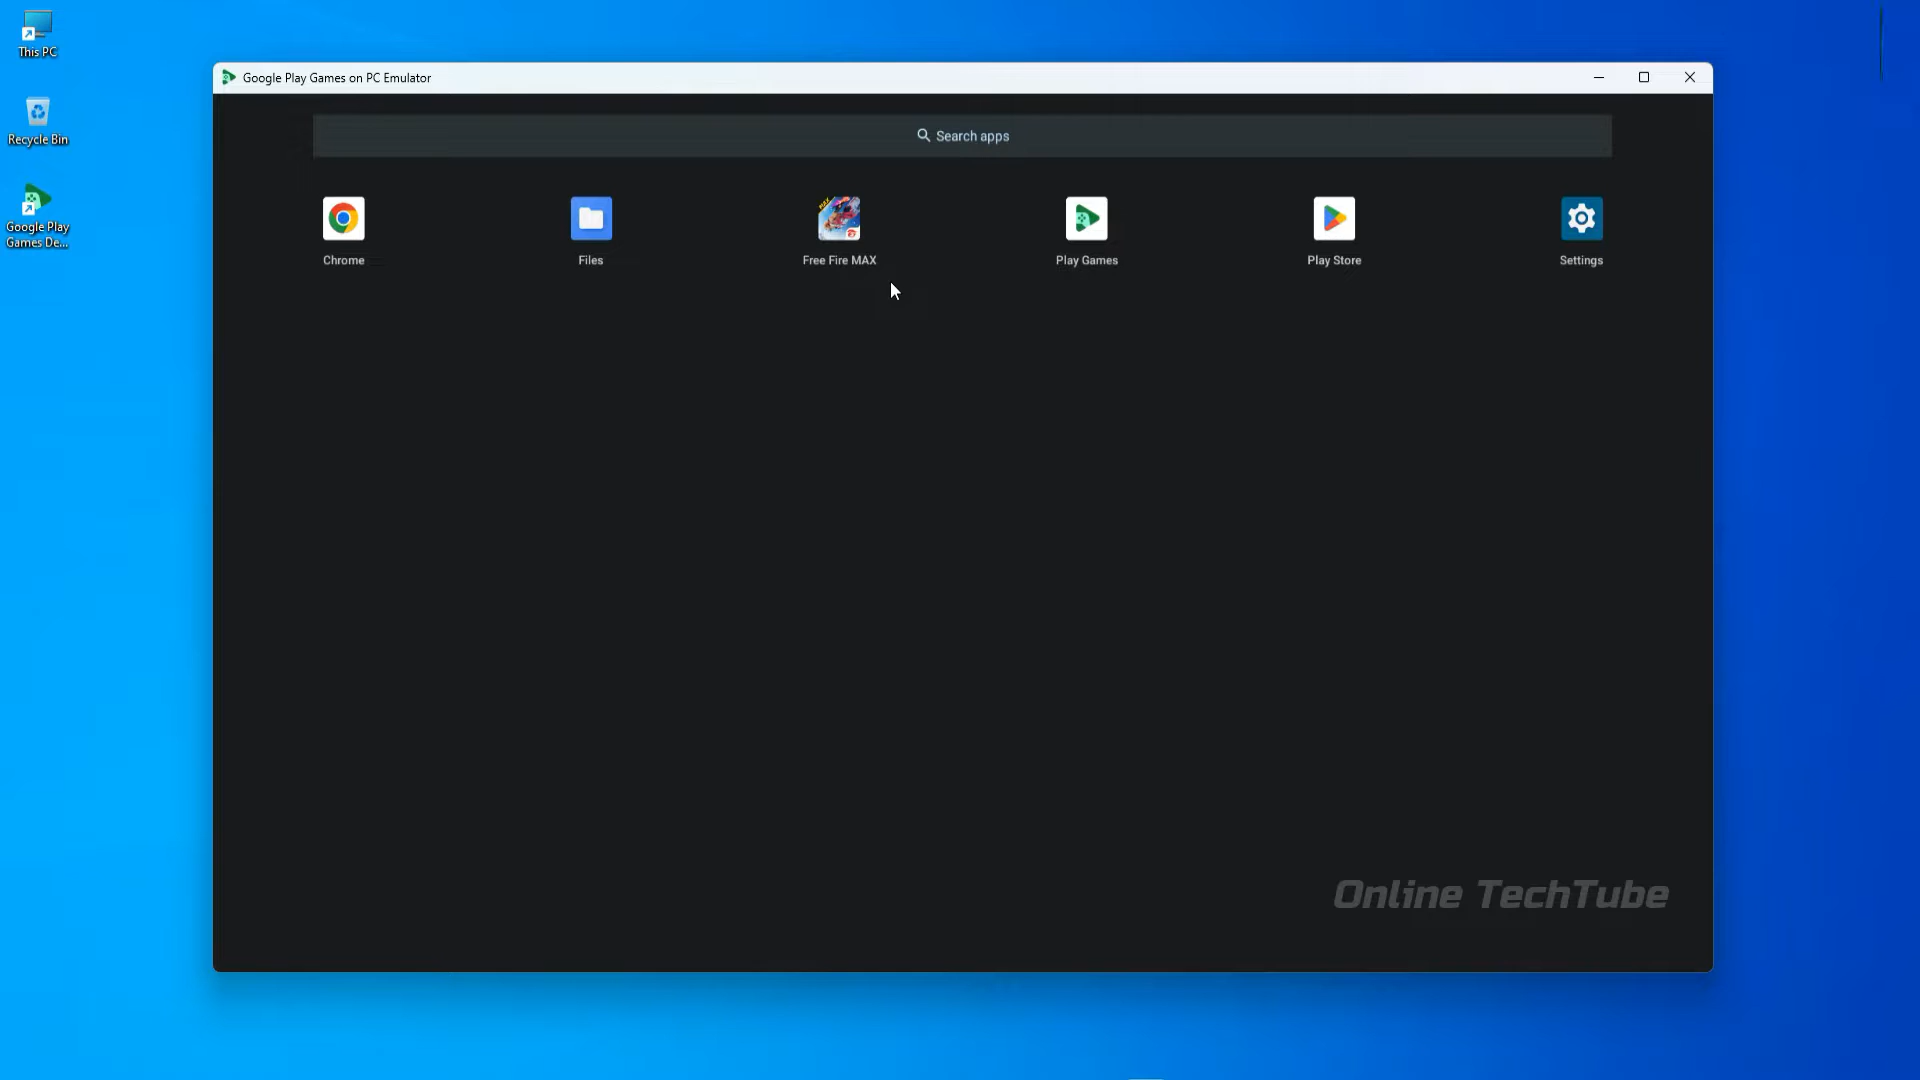 This PC
Recycle Bin
Google Play
Games De...
Google Play Games on PC Emulator
Search apps
Chrome
Files
Free Fire MAX
Play Games
Play Store
Settings
Online TechTube